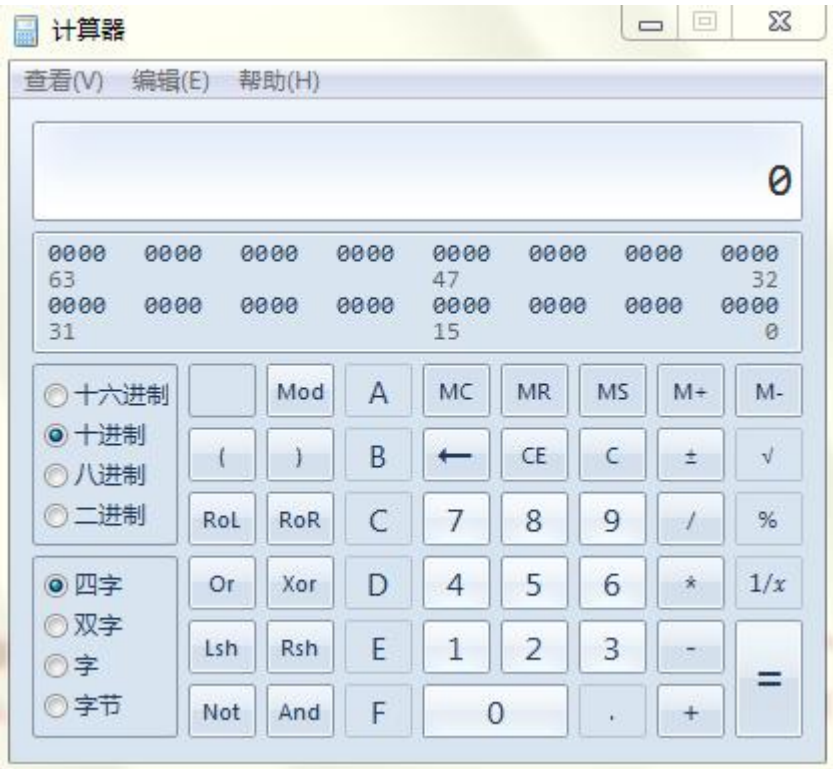 计算器
查看(V) 编辑(E) 帮助(H)
0
0000 0000 0000 0000 0000 0000 0000 0000
63 47 32
0000 0000 0000 0000 0000 0000 0000 0000
31 15 0
十六进制 Mod A MC MR MS M+ M-
十进制 ( ) B ← CE C ± √
八进制
二进制 RoL RoR C 7 8 9 / %
四字 Or Xor D 4 5 6 * 1/x
双字
字 Lsh Rsh E 1 2 3 - =
字节 Not And F 0 . +